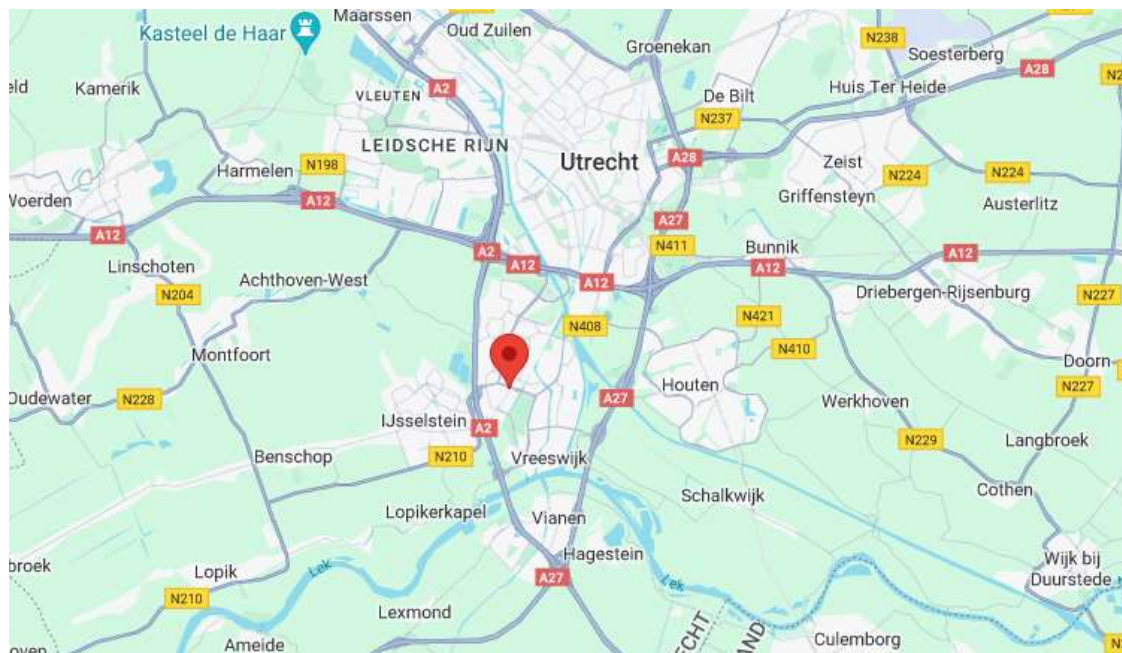 Maarssen
Oud Zuilen
Kasteel de Haar
Groenekan
N238
Soesterberg
A28
Kamerik
A2
VLEUTEN
De Bilt
Huis Ter Heide
N237
LEIDSCHE RIJN
Utrecht
A28
Harmelen
N198
Zeist
N224
N224
Griffensteyn
Woerden
A12
Austerlitz
A27
A12
N411
Bunnik
A2
A12
A12
A12
A12
Linschoten
Achthoven-West
N204
Driebergen-Rijsenburg
N227
N421
N408
N410
Montfoort
Doorn
Houten
N227
Oudewater
N228
A27
Werkhoven
IJsselstein
A2
N229
Langbroek
Benschop
N210
Vreeswijk
Cothen
Schalkwijk
Lopikerkapel
Vianen
Hagestein
Wijk bij
Duurstede
Lopik
Lek
A27
Lek
N210
Lexmond
Ameide
Culemborg